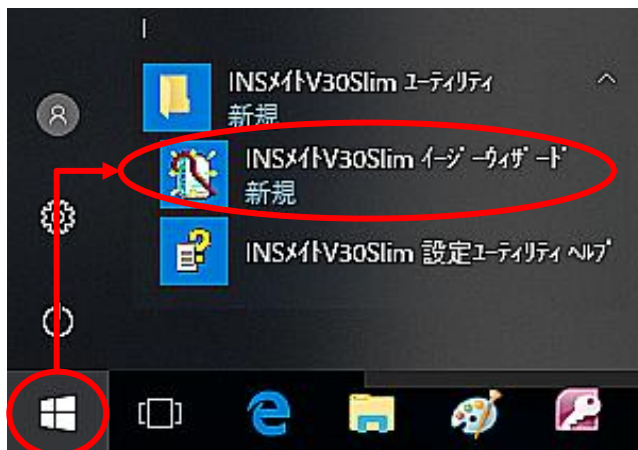 I
INSﾒｲﾄV30Slim ﾕｰﾃｨﾘﾃｨ
新規
INSﾒｲﾄV30Slim ｲｰｼﾞｰｳｨｻﾞｰﾄﾞ
新規
INSﾒｲﾄV30Slim 設定ﾕｰﾃｨﾘﾃｨ ﾍﾙﾌﾟ